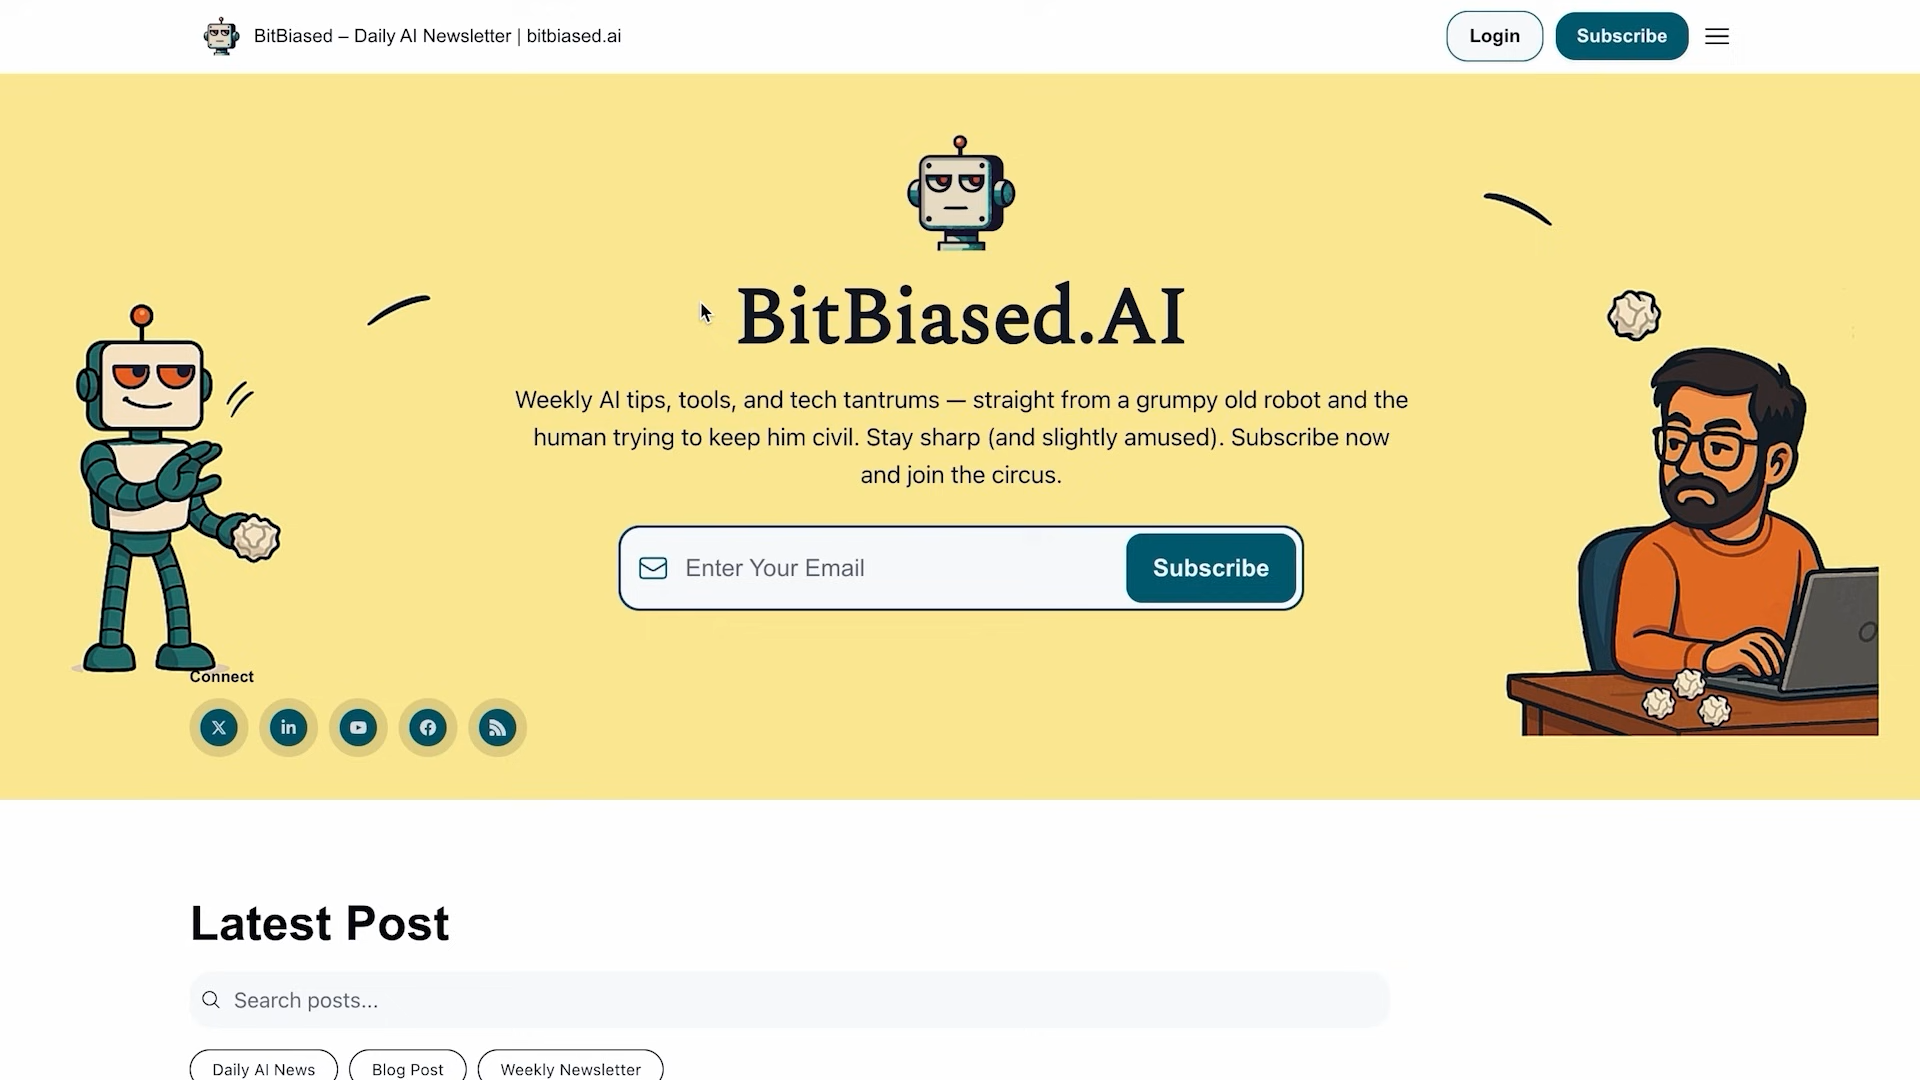 BitBiased – Daily AI Newsletter | bitbiased.ai
Login
Subscribe
BitBiased.AI
Weekly AI tips, tools, and tech tantrums — straight from a grumpy old robot and the
human trying to keep him civil. Stay sharp (and slightly amused). Subscribe now
and join the circus.
Enter Your Email
Subscribe
Connect
Latest Post
Search posts...
Daily AI News
Blog Post
Weekly Newsletter